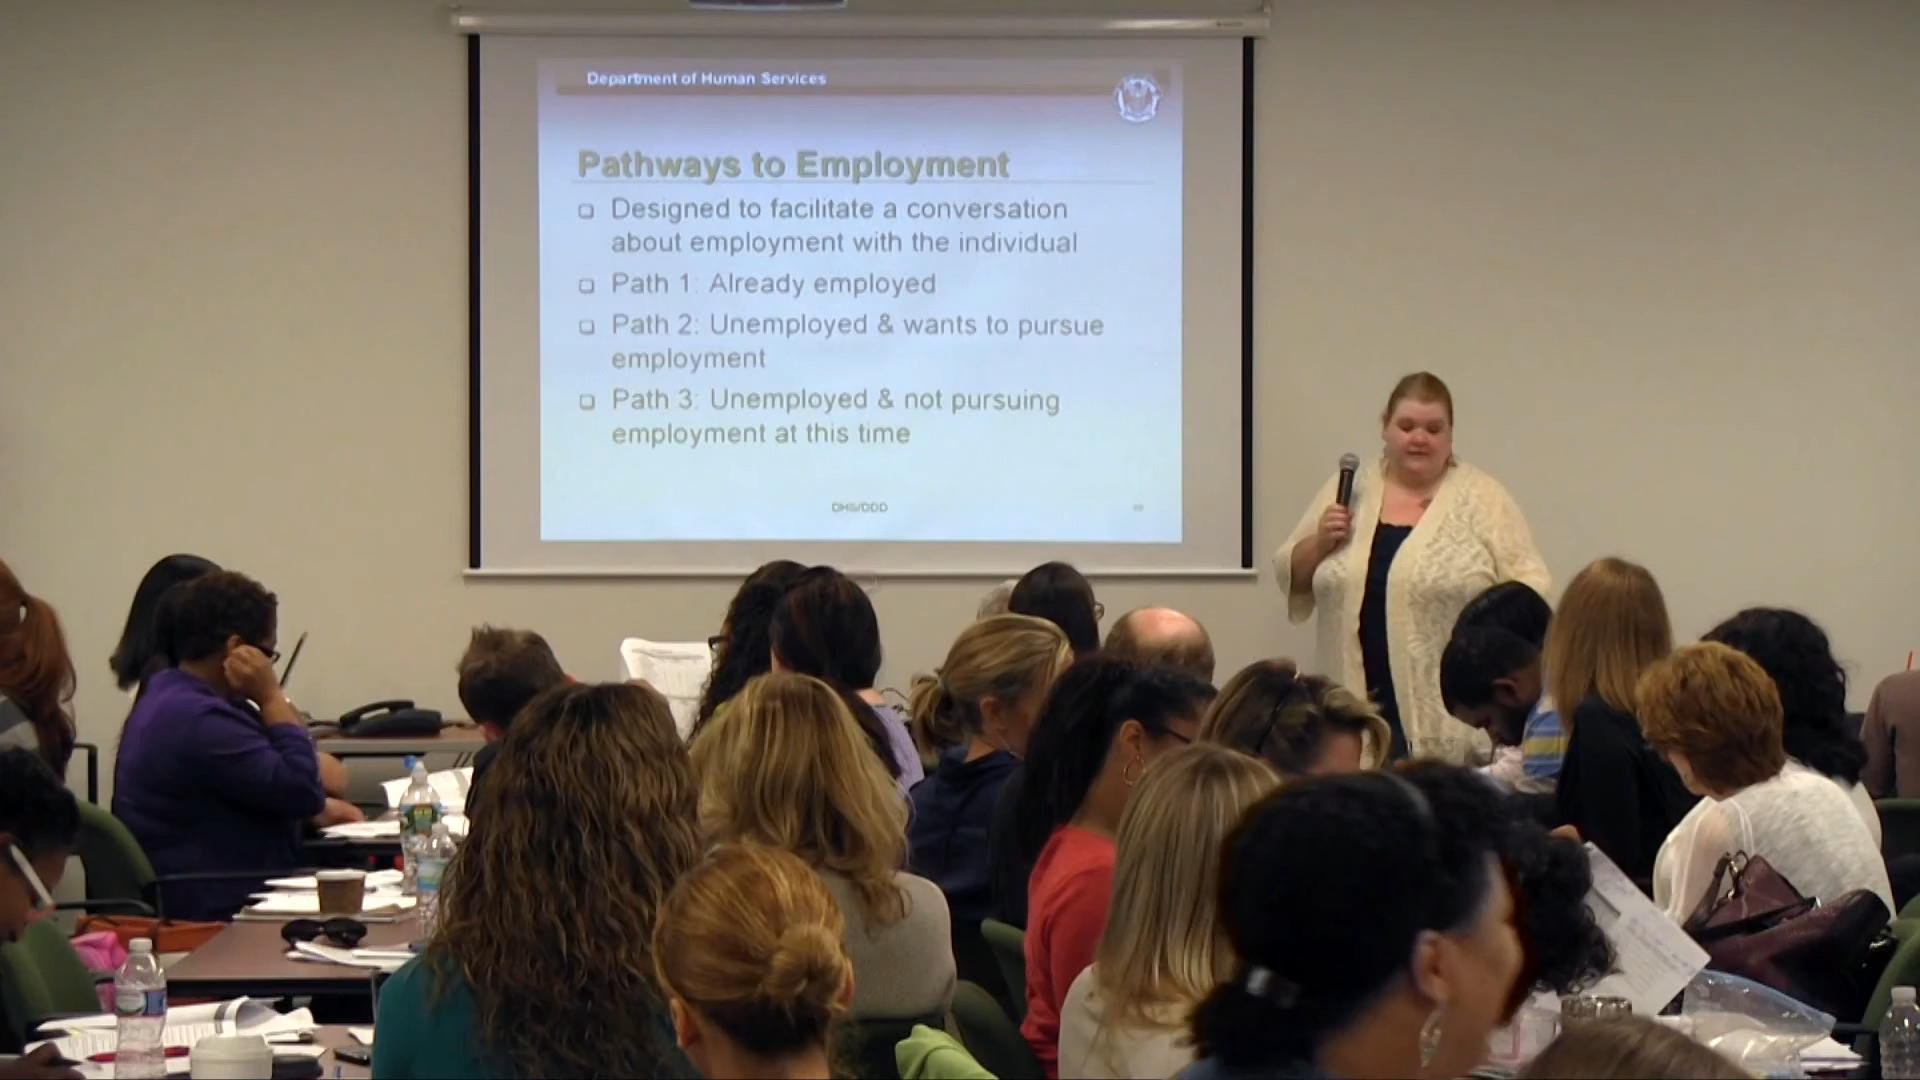 Department of Human Services
Pathways to Employment
Designed to facilitate a conversation
about employment with the individual
Path 1: Already employed
Path 2: Unemployed & wants to pursue
employment
Path 3: Unemployed & not pursuing
employment at this time
DHS/DDD